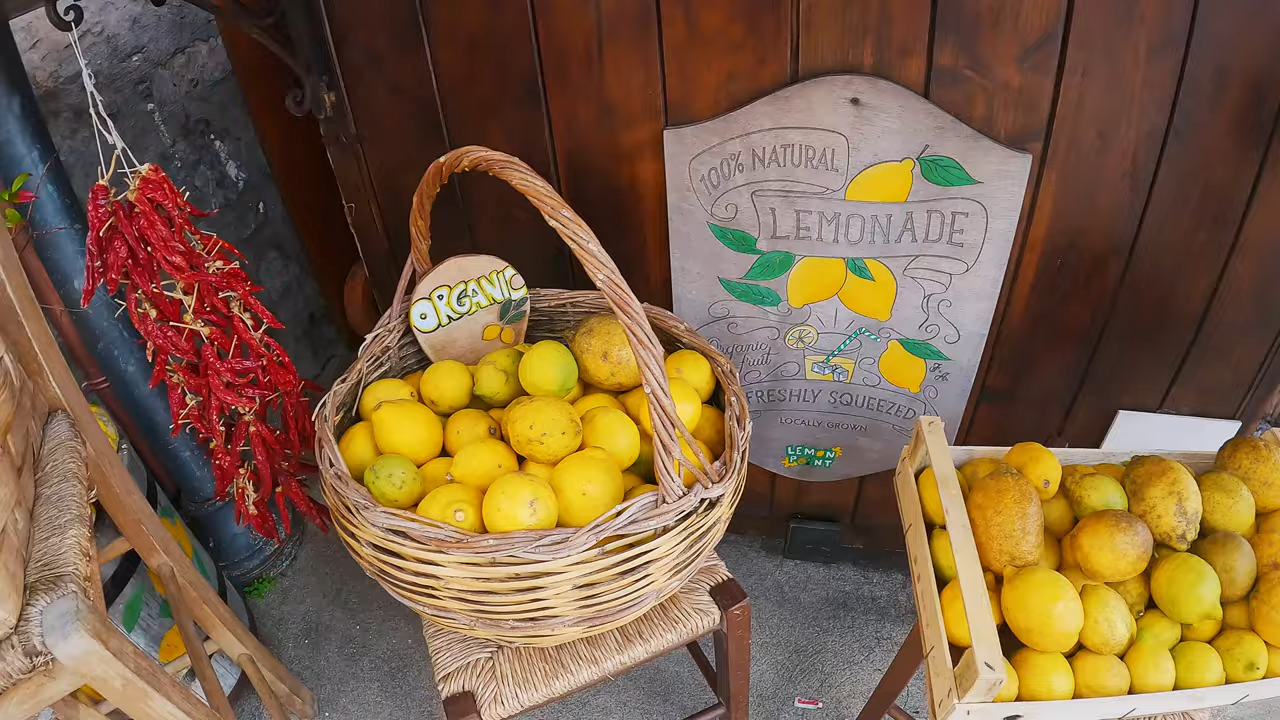 ORGANIC
100% NATURAL
LEMONADE
Organic
fruit
FRESHLY SQUEEZED
LOCALLY GROWN
LEMON
POINT